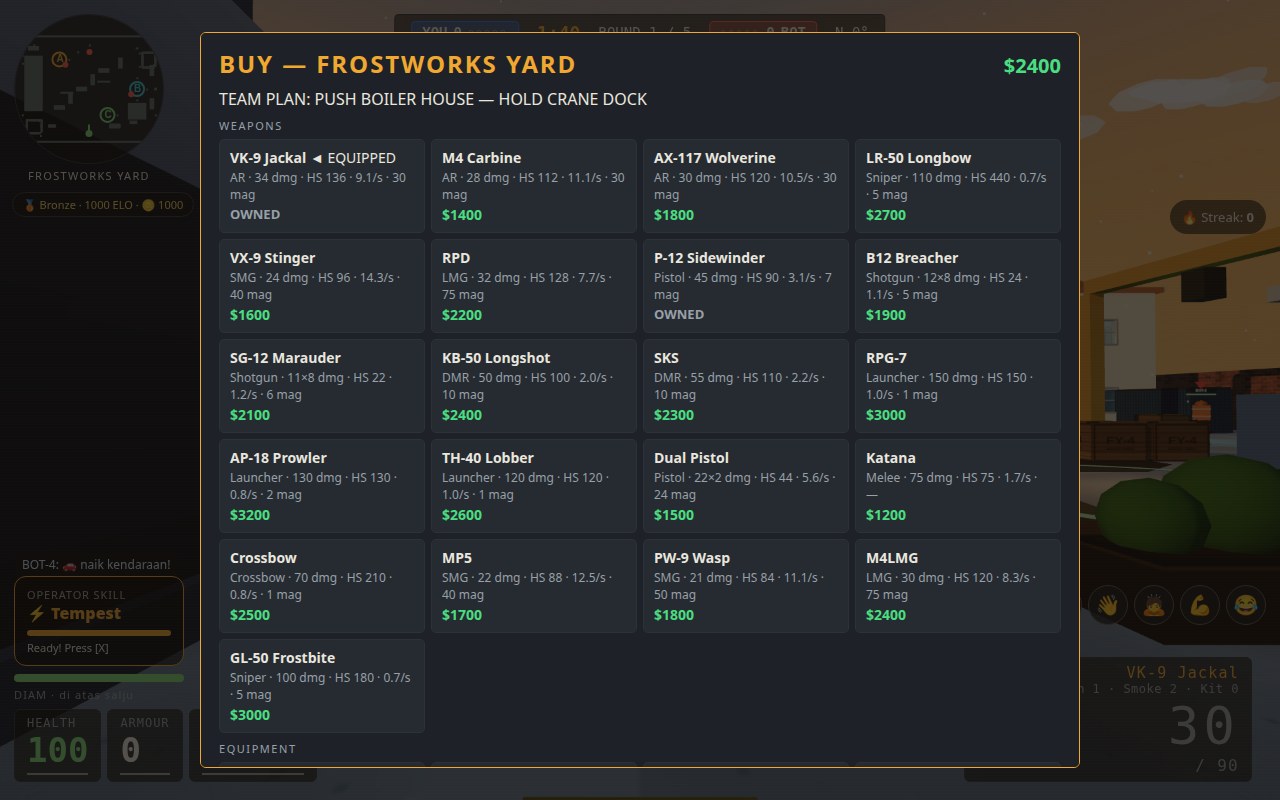 YOU 0
1:40
ROUND 1 / 5
0 BOT
N 0°
BUY — FROSTWORKS YARD
$2400
TEAM PLAN: PUSH BOILER HOUSE — HOLD CRANE DOCK
WEAPONS
VK-9 Jackal ◄ EQUIPPED
AR · 34 dmg · HS 136 · 9.1/s · 30
mag
OWNED
M4 Carbine
AR · 28 dmg · HS 112 · 11.1/s · 30
mag
$1400
AX-117 Wolverine
AR · 30 dmg · HS 120 · 10.5/s · 30
mag
$1800
LR-50 Longbow
Sniper · 110 dmg · HS 440 · 0.7/s
· 5 mag
$2700
VX-9 Stinger
SMG · 24 dmg · HS 96 · 14.3/s ·
40 mag
$1600
RPD
LMG · 32 dmg · HS 128 · 7.7/s ·
75 mag
$2200
P-12 Sidewinder
Pistol · 45 dmg · HS 90 · 3.1/s · 7
mag
OWNED
B12 Breacher
Shotgun · 12×8 dmg · HS 24 ·
1.1/s · 5 mag
$1900
SG-12 Marauder
Shotgun · 11×8 dmg · HS 22 ·
1.2/s · 6 mag
$2100
KB-50 Longshot
DMR · 50 dmg · HS 100 · 2.0/s ·
10 mag
$2400
SKS
DMR · 55 dmg · HS 110 · 2.2/s ·
10 mag
$2300
RPG-7
Launcher · 150 dmg · HS 150 ·
1.0/s · 1 mag
$3000
AP-18 Prowler
Launcher · 130 dmg · HS 130 ·
0.8/s · 2 mag
$3200
TH-40 Lobber
Launcher · 120 dmg · HS 120 ·
1.0/s · 1 mag
$2600
Dual Pistol
Pistol · 22×2 dmg · HS 44 · 5.6/s ·
24 mag
$1500
Katana
Melee · 75 dmg · HS 75 · 1.7/s ·
—
$1200
Crossbow
Crossbow · 70 dmg · HS 210 ·
0.8/s · 1 mag
$2500
MP5
SMG · 22 dmg · HS 88 · 12.5/s ·
40 mag
$1700
PW-9 Wasp
SMG · 21 dmg · HS 84 · 11.1/s ·
50 mag
$1800
M4LMG
LMG · 30 dmg · HS 120 · 8.3/s ·
75 mag
$2400
GL-50 Frostbite
Sniper · 100 dmg · HS 180 · 0.7/s
· 5 mag
$3000
EQUIPMENT
A
B
C
FROSTWORKS YARD
🥉 Bronze · 1000 ELO · 🪙 1000
🔥 Streak: 0
BOT-4: 🚗 naik kendaraan!
OPERATOR SKILL
⚡ Tempest
Ready! Press [X]
DIAM · di atas salju
HEALTH
100
ARMOUR
0
VK-9 Jackal
1 · Smoke 2 · Kit 0
30
/ 90